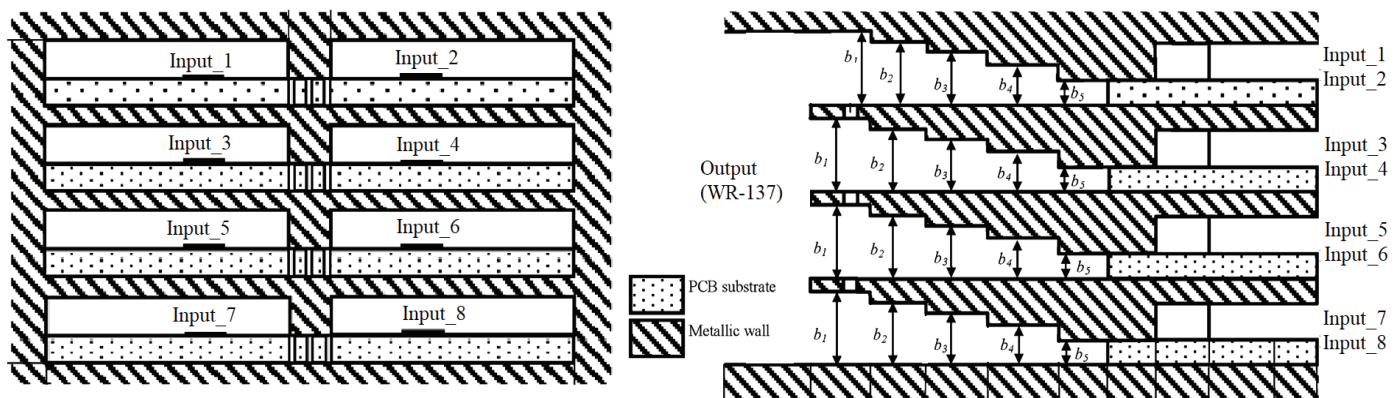 Input_1
Input_2
Input_3
Input_4
Input_5
Input_6
Input_7
Input_8
PCB substrate
Metallic wall
Output
(WR-137)
b1
b2
b3
b4
b5
Input_1
Input_2
b1
b2
b3
b4
b5
Input_3
Input_4
b1
b2
b3
b4
b5
Input_5
Input_6
b1
b2
b3
b4
b5
Input_7
Input_8